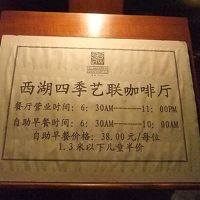 西湖四季艺联咖啡厅
餐厅营业时间：6：30AM------11：00PM
自助早餐时间：6：30AM------10：00AM
自助早餐价格：38.00元/每位
1.3米以下儿童半价